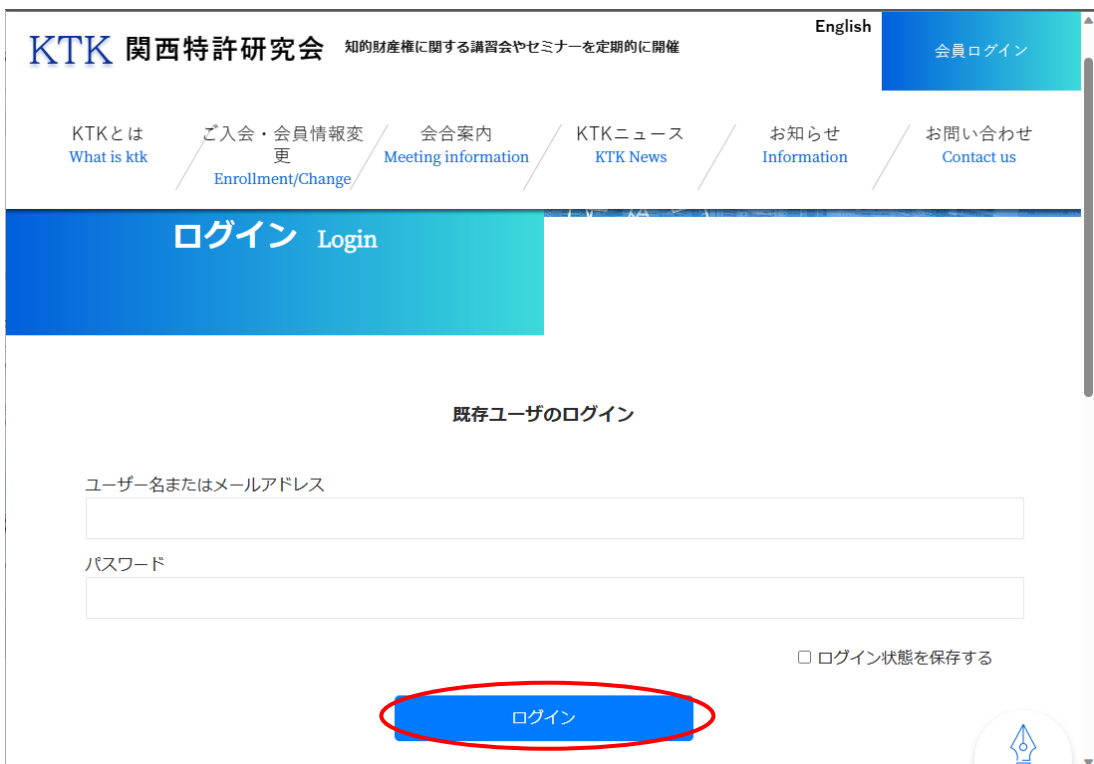 English
KTK 関西特許研究会 知的財産権に関する講習会やセミナーを定期的に開催
会員ログイン
KTKとは
What is ktk
ご入会・会員情報変
更
Enrollment/Change
会合案内
Meeting information
KTKニュース
KTK News
お知らせ
Information
お問い合わせ
Contact us
ログイン Login
既存ユーザのログイン
ユーザー名またはメールアドレス
パスワード
ログイン状態を保存する
ログイン